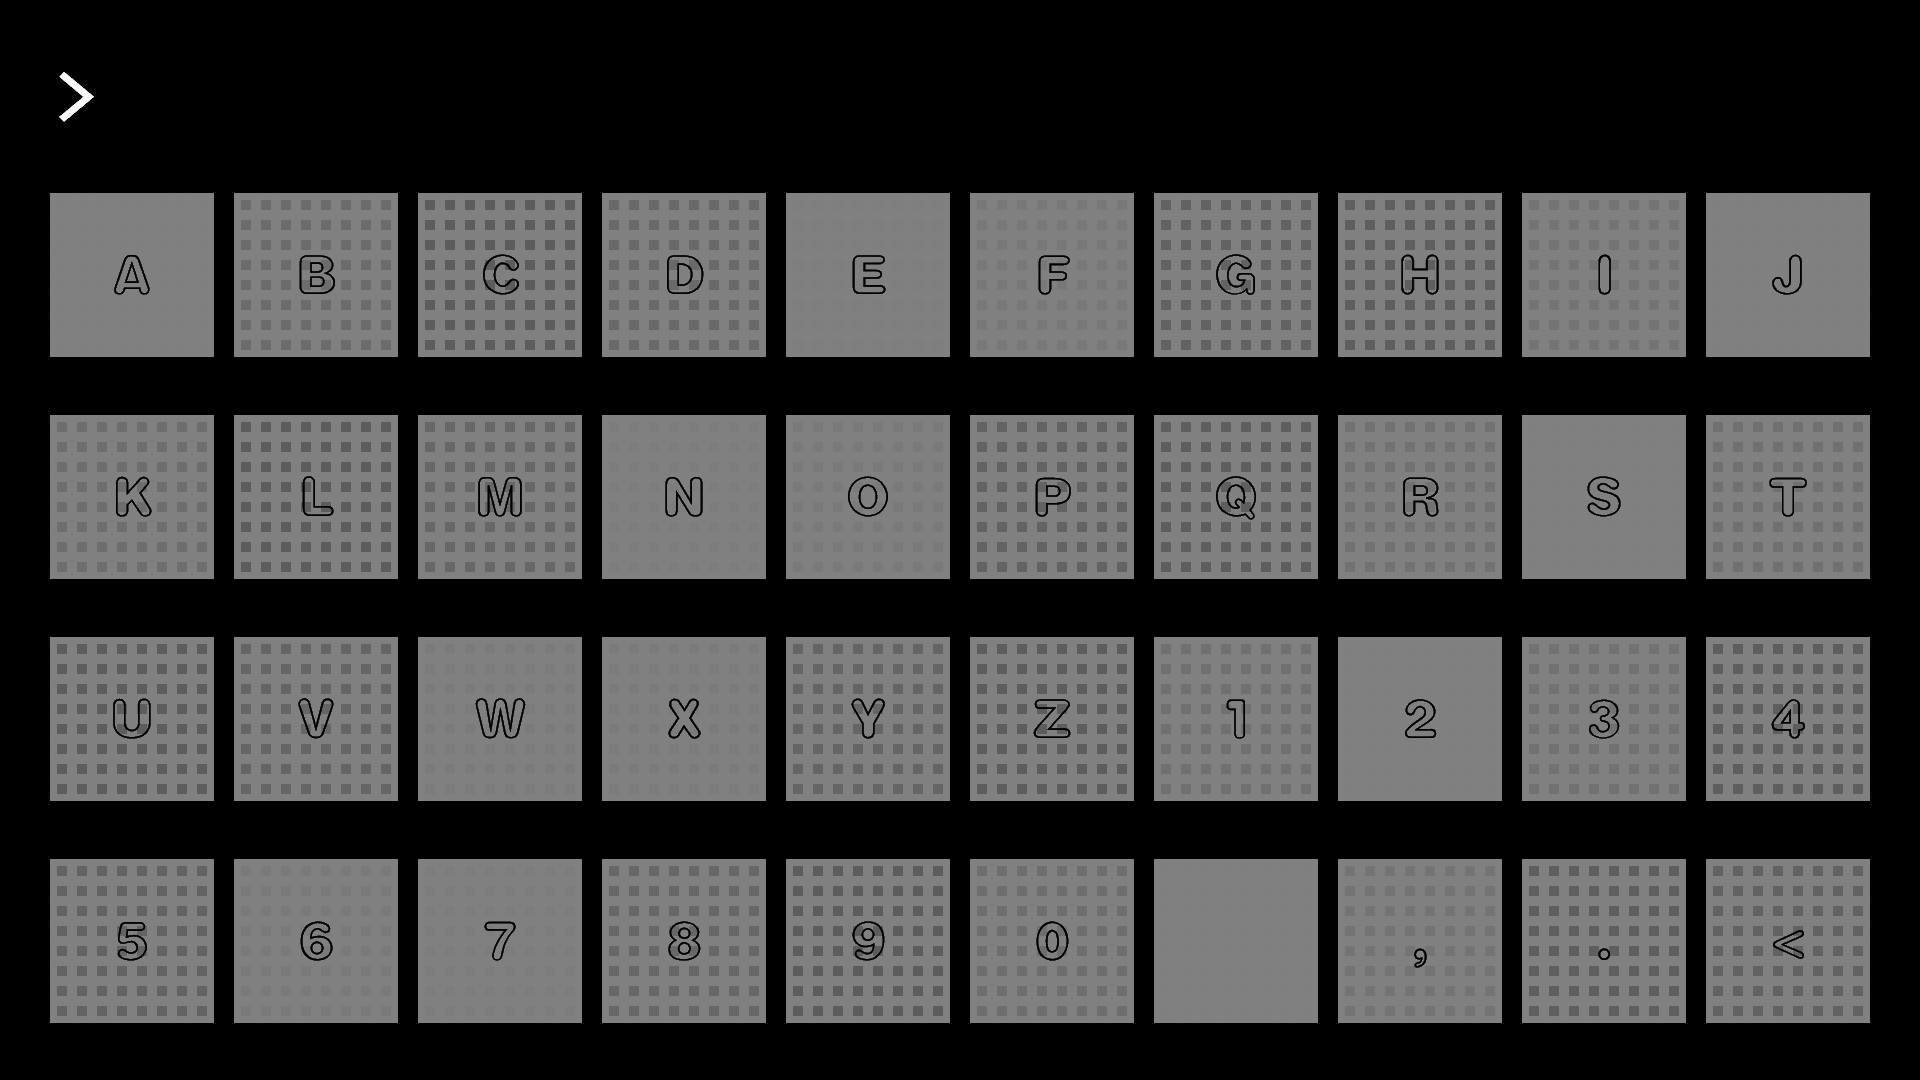 >
A B C D E F G H I J
K L M N O P Q R S T
U V W X Y Z 1 2 3 4
5 6 7 8 9 0 , . <